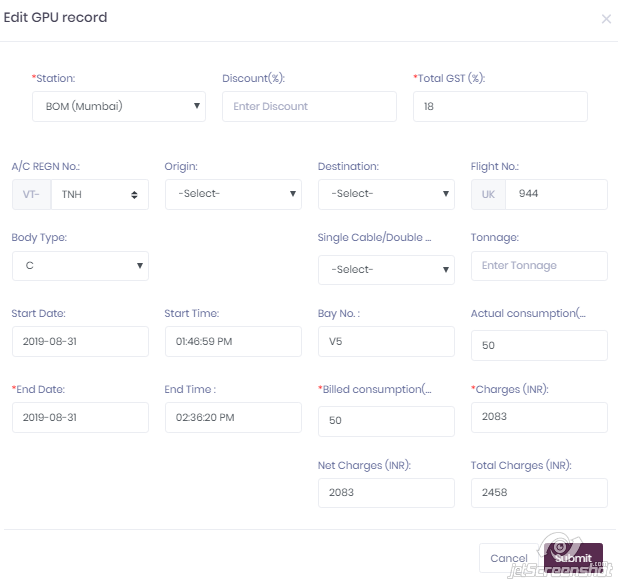 Edit GPU record ×
*Station: Discount(%): *Total GST (%):
BOM (Mumbai) Enter Discount 18
A/C REGN No.: Origin: Destination: Flight No.:
VT- TNH -Select- -Select- UK 944
Body Type: Single Cable/Double ... Tonnage:
C -Select- Enter Tonnage
Start Date: Start Time: Bay No. : Actual consumption(...
2019-08-31 01:46:59 PM V5 50
*End Date: End Time : *Billed consumption(... *Charges (INR):
2019-08-31 02:36:20 PM 50 2083
Net Charges (INR): Total Charges (INR):
2083 2458
Cancel Submit
jetScreenshot